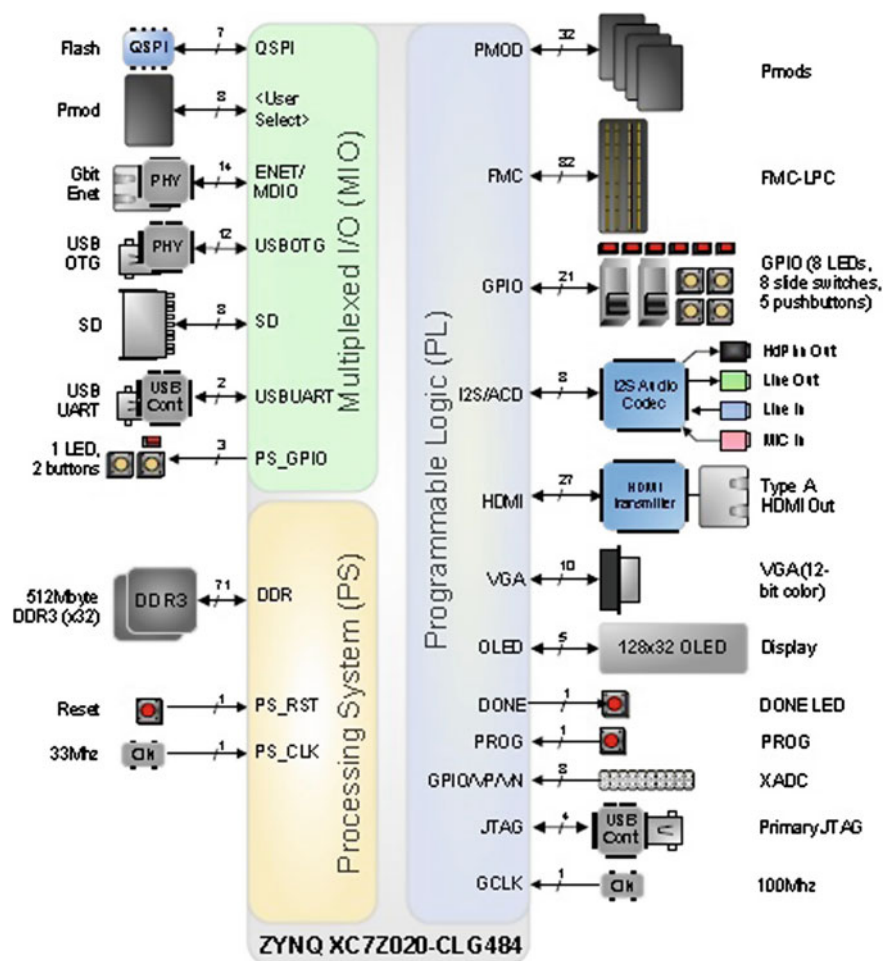 Flash
QSPI
7
QSPI
Pmod
8
<User
Select>
Gbit
Enet
PHY
14
ENET/
MDIO
USB
OTG
PHY
12
USBOTG
SD
8
SD
USB
UART
USB
Cont
2
USBUART
1 LED,
2 buttons
3
PS_GPIO
Multiplexed I/O (MIO)
512Mbyte
DDR3 (x32)
DDR3
71
DDR
Reset
1
PS_RST
33Mhz
Clk
1
PS_CLK
Processing System (PS)
Programmable Logic (PL)
PMOD
32
Pmods
FMC
82
FMC-LPC
GPIO
21
GPIO (8 LEDs,
8 slide switches,
5 pushbuttons)
I2S/ACD
8
I2S Audio
Codec
HdPhn Out
Line Out
Line In
MIC In
HDMI
27
HDMI
Transmitter
Type A
HDMI Out
VGA
10
VGA (12-
bit color)
OLED
5
128x32 OLED
Display
DONE
1
DONE LED
PROG
1
PROG
GPIO/VP/VN
8
XADC
JTAG
4
USB
Cont
Primary JTAG
GCLK
1
Clk
100Mhz
ZYNQ XC7Z020-CLG484